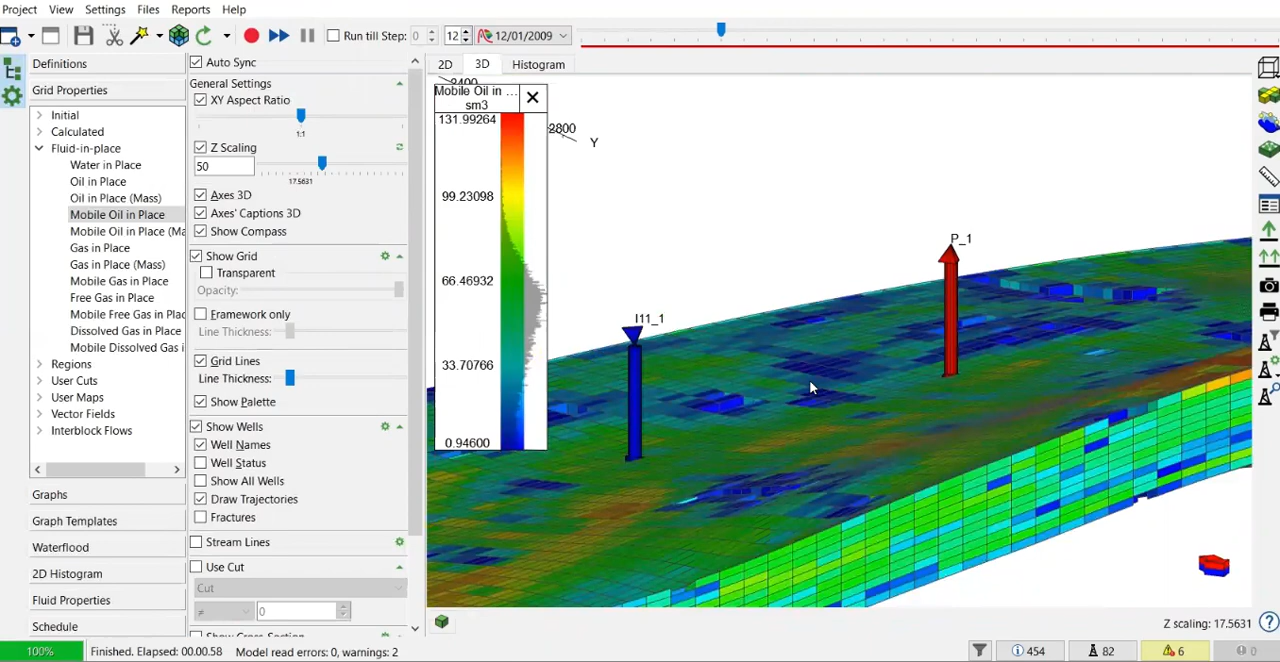 Project View Settings Files Reports Help
Run till Step: 0 12 12/01/2009
Definitions
Grid Properties
Initial
Calculated
Fluid-in-place
Water in Place
Oil in Place
Oil in Place (Mass)
Mobile Oil in Place
Mobile Oil in Place (Ma
Gas in Place
Gas in Place (Mass)
Mobile Gas in Place
Free Gas in Place
Mobile Free Gas in Plac
Dissolved Gas in Place
Mobile Dissolved Gas i
Regions
User Cuts
User Maps
Vector Fields
Interblock Flows
Graphs
Graph Templates
Waterflood
2D Histogram
Fluid Properties
Schedule
Auto Sync
General Settings
XY Aspect Ratio
1:1
Z Scaling
50
17.5631
Axes 3D
Axes' Captions 3D
Show Compass
Show Grid
Transparent
Opacity:
Framework only
Line Thickness:
Grid Lines
Line Thickness:
Show Palette
Show Wells
Well Names
Well Status
Show All Wells
Draw Trajectories
Fractures
Stream Lines
Use Cut
Cut
≠ 0
Show Cross-Section
2D 3D Histogram
2400
Mobile Oil in ...
sm3
131.99264
99.23098
66.46932
33.70766
0.94600
2800
Y
I11_1
P_1
Z scaling: 17.5631
100% Finished. Elapsed: 00.00.58 Model read errors: 0, warnings: 2
454 82 6 0